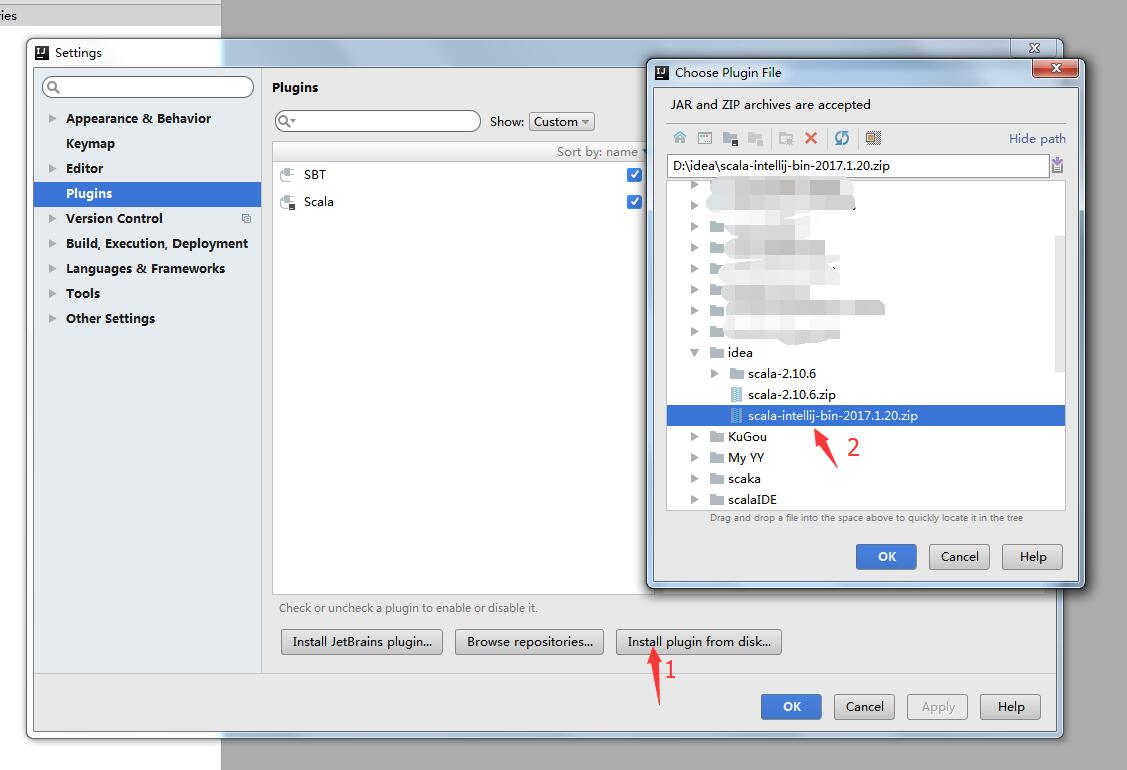 ies
Settings
Appearance & Behavior
Keymap
Editor
Plugins
Version Control
Build, Execution, Deployment
Languages & Frameworks
Tools
Other Settings
Plugins
Show: Custom
Sort by: name
SBT
Scala
Check or uncheck a plugin to enable or disable it.
Install JetBrains plugin...
Browse repositories...
Install plugin from disk...
1
OK
Cancel
Apply
Help
Choose Plugin File
JAR and ZIP archives are accepted
Hide path
D:\idea\scala-intellij-bin-2017.1.20.zip
idea
scala-2.10.6
scala-2.10.6.zip
scala-intellij-bin-2017.1.20.zip
2
KuGou
My YY
scaka
scalaIDE
Drag and drop a file into the space above to quickly locate it in the tree
OK
Cancel
Help